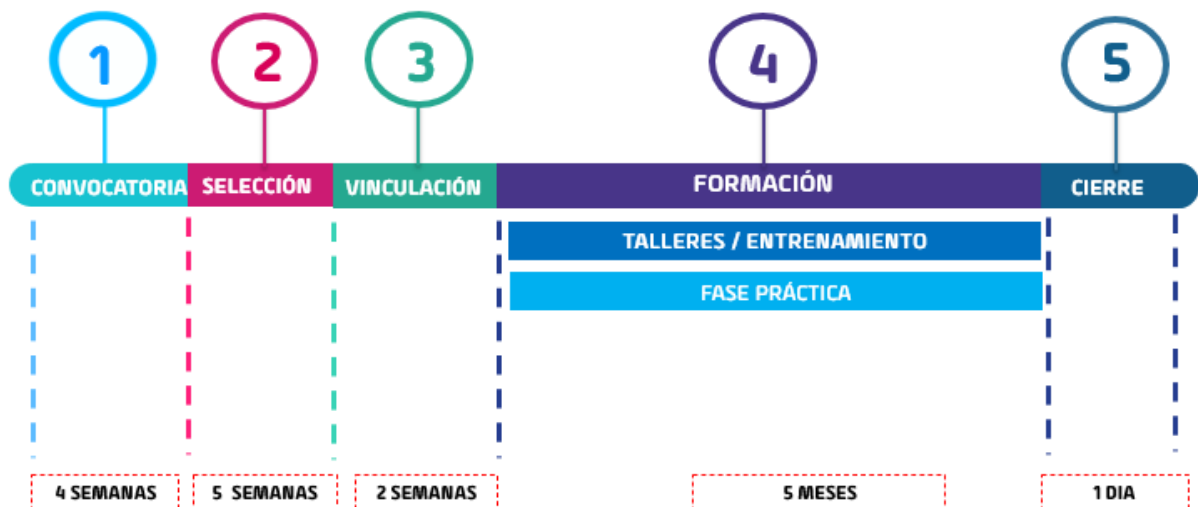 1
2
3
4
5
CONVOCATORIA
SELECCIÓN
VINCULACIÓN
FORMACIÓN
CIERRE
TALLERES / ENTRENAMIENTO
FASE PRÁCTICA
4 SEMANAS
5 SEMANAS
2 SEMANAS
5 MESES
1 DIA